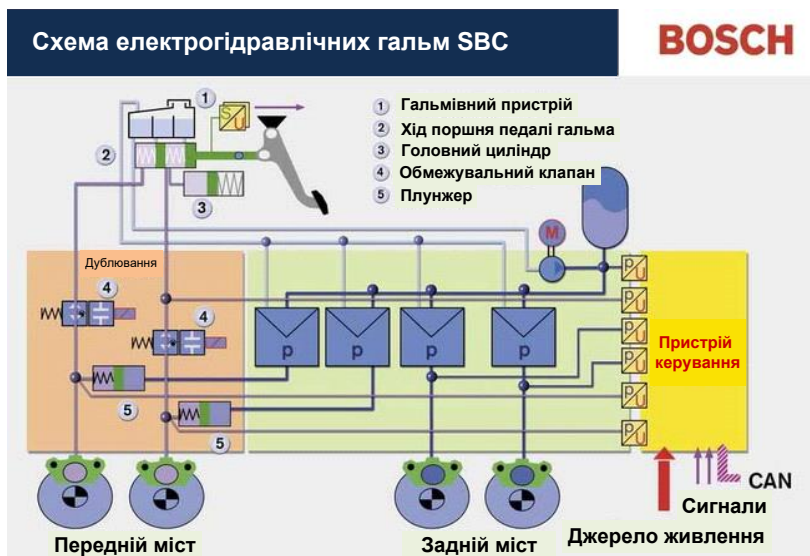 Схема електрогідравлічних гальм SBC
BOSCH
1 Гальмівний пристрій
2 Хід поршня педалі гальма
3 Головний циліндр
4 Обмежувальний клапан
5 Плунжер
1
S/U
2
3
M
Дублювання
4
4
P/U
P/U
P/U
P/U
P/U
P/U
p
p
p
p
Пристрій
керування
5
5
CAN
Сигнали
Передній міст
Задній міст
Джерело живлення